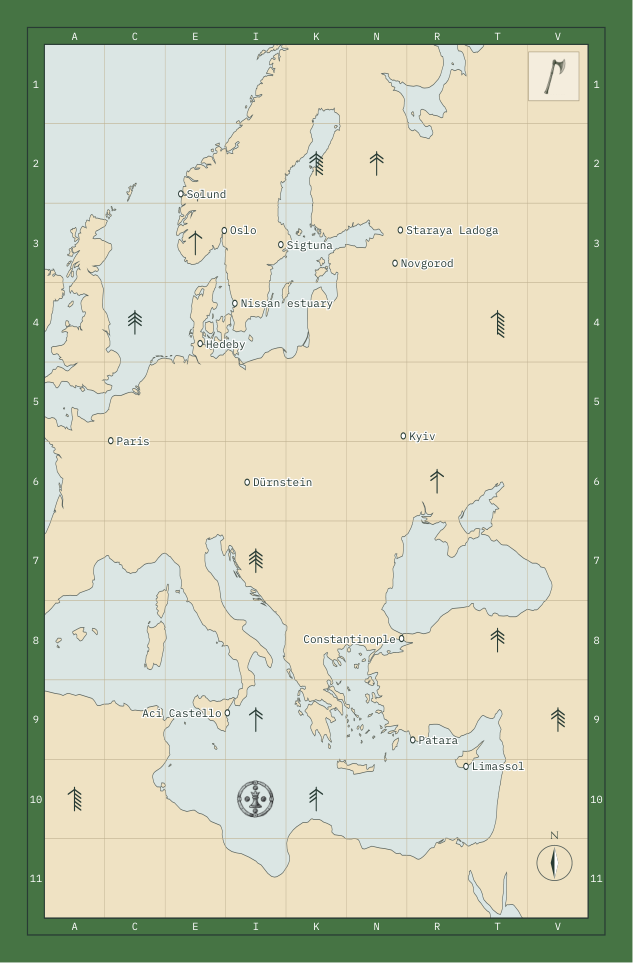 A C E I K N R T V
1 1
2 2
Solund
Oslo
Staraya Ladoga
3 3
Sigtuna
Novgorod
Nissan estuary
4 4
Hedeby
5 5
Kyiv
Paris
6 6
Dürnstein
7 7
Constantinople
8 8
Aci Castello
9 9
Patara
Limassol
10 10
N
11 11
A C E I K N R T V